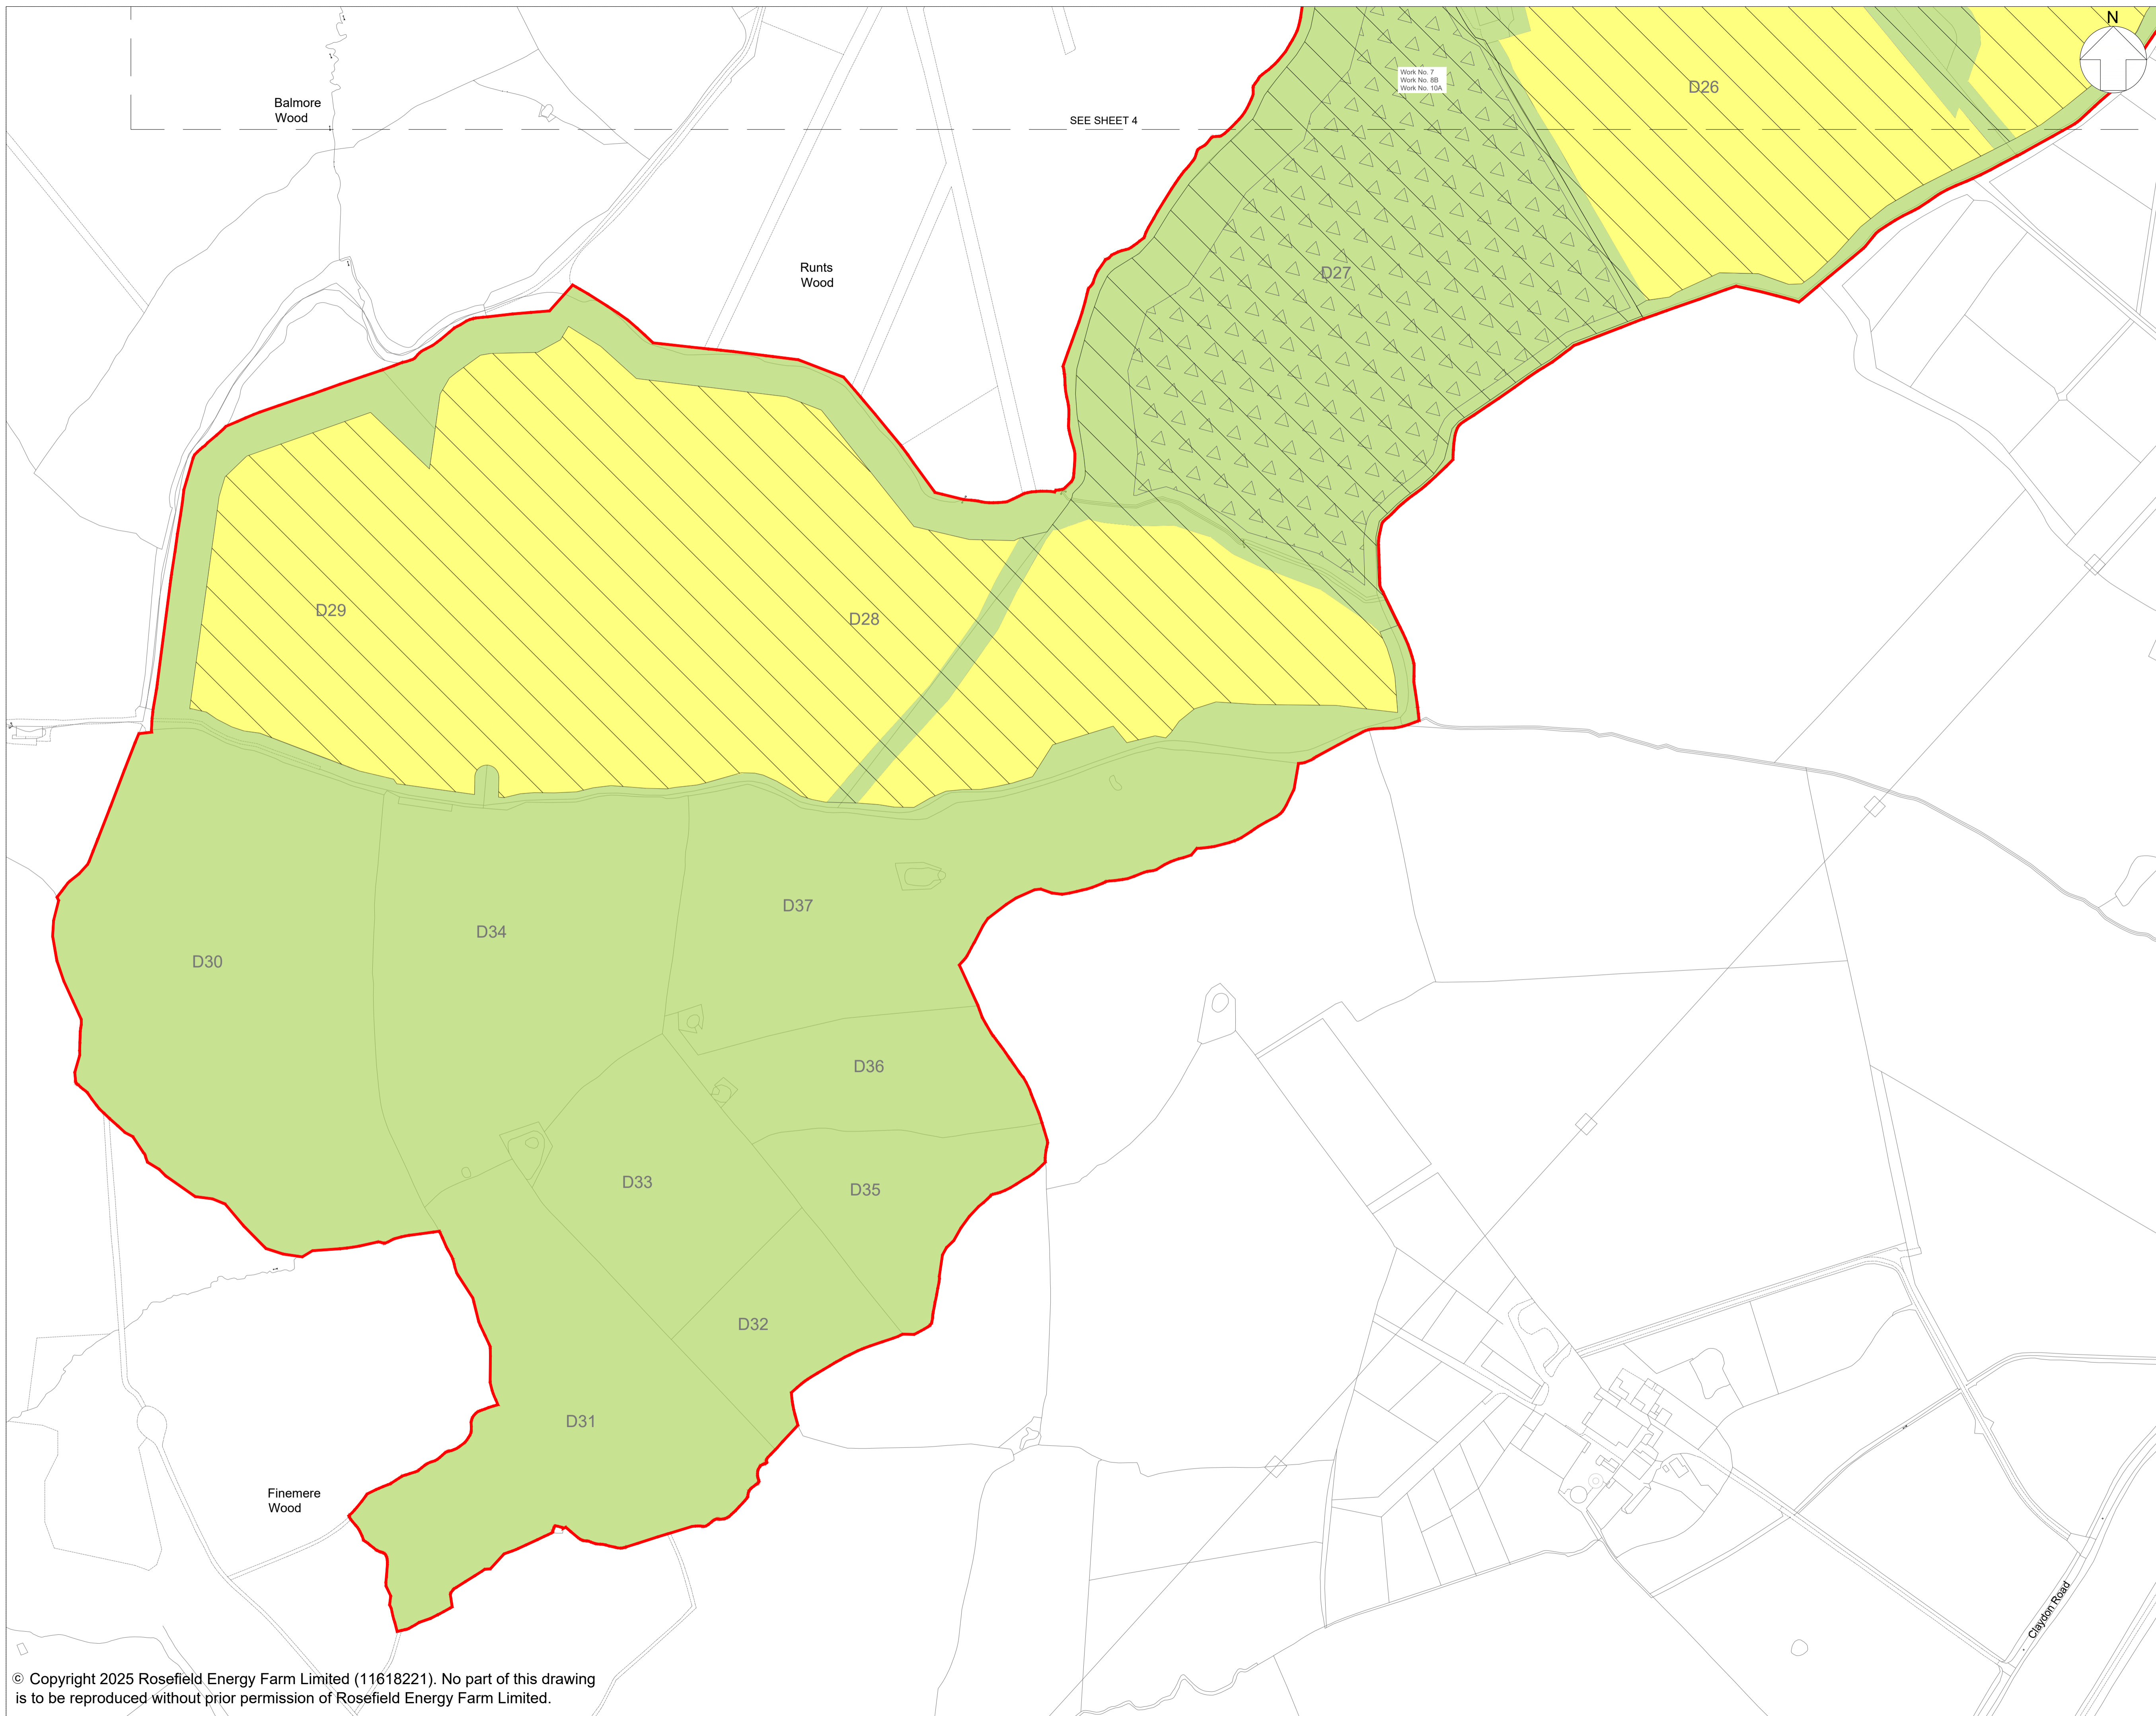 N
Work No. 7
Work No. 8B
Work No. 10A
D26
Balmore
Wood
SEE SHEET 4
Runts
Wood
D27
D29
D28
D37
D34
D30
D36
D33
D35
D32
D31
Finemere
Wood
Claydon Road
© Copyright 2025 Rosefield Energy Farm Limited (11618221). No part of this drawing
is to be reproduced without prior permission of Rosefield Energy Farm Limited.